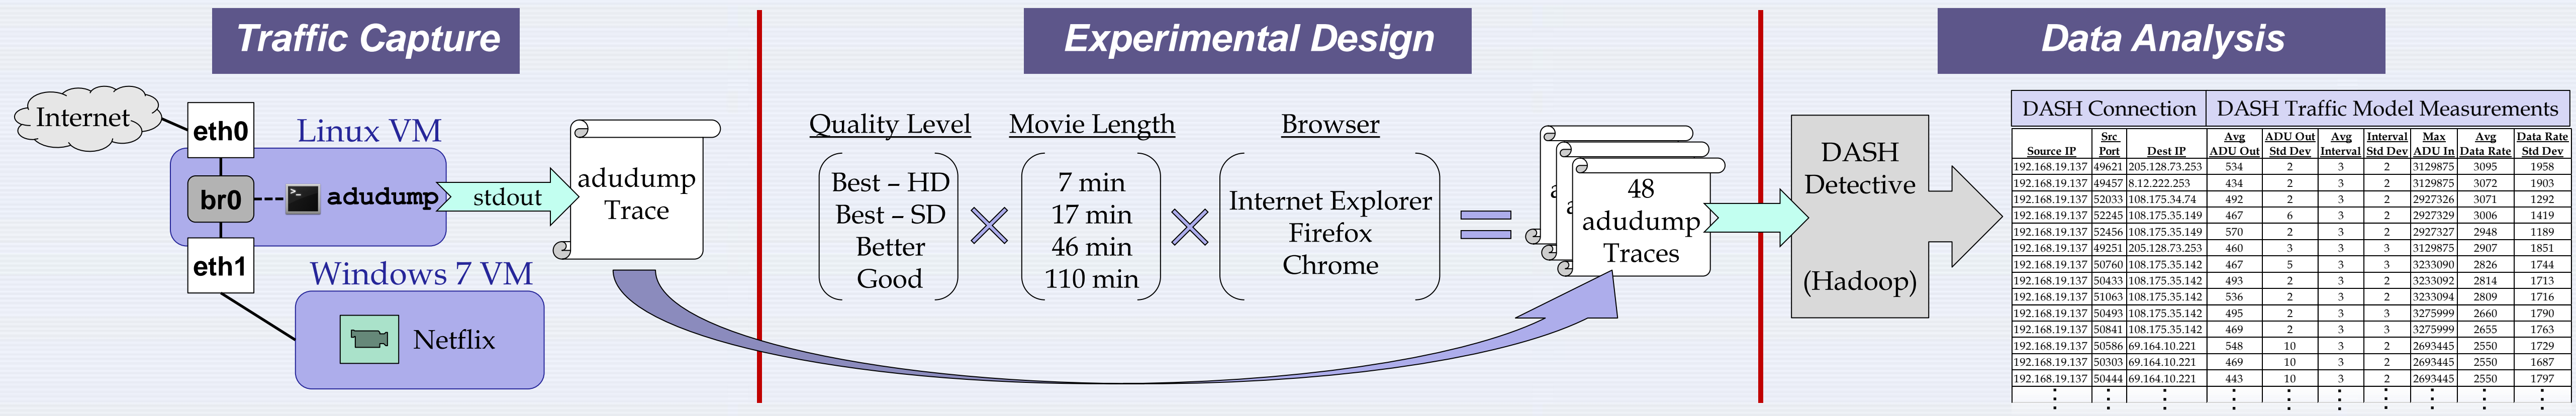 Traffic Capture
Internet
eth0
Linux VM
br0
>_
adudump
stdout
adudump
Trace
eth1
Windows 7 VM
Netflix
Experimental Design
Quality Level
Best – HD
Best – SD
Better
Good
Movie Length
7 min
17 min
46 min
110 min
Browser
Internet Explorer
Firefox
Chrome
a
a
48
adudump
Traces
Data Analysis
DASH
Detective
(Hadoop)
DASH Connection DASH Traffic Model Measurements
Source IP Src Port Dest IP Avg ADU Out ADU Out Std Dev Avg Interval Interval Std Dev Max ADU In Avg Data Rate Data Rate Std Dev
192.168.19.137 49621 205.128.73.253 534 2 3 2 3129875 3095 1958
192.168.19.137 49457 8.12.222.253 434 2 3 2 3129875 3072 1903
192.168.19.137 52033 108.175.34.74 492 2 3 2 2927326 3071 1292
192.168.19.137 52245 108.175.35.149 467 6 3 2 2927329 3006 1419
192.168.19.137 52456 108.175.35.149 570 2 3 2 2927327 2948 1189
192.168.19.137 49251 205.128.73.253 460 3 3 3 3129875 2907 1851
192.168.19.137 50760 108.175.35.142 467 5 3 3 3233090 2826 1744
192.168.19.137 50433 108.175.35.142 493 2 3 2 3233092 2814 1713
192.168.19.137 51063 108.175.35.142 536 2 3 2 3233094 2809 1716
192.168.19.137 50493 108.175.35.142 495 2 3 3 3275999 2660 1790
192.168.19.137 50841 108.175.35.142 469 2 3 3 3275999 2655 1763
192.168.19.137 50586 69.164.10.221 548 10 3 2 2693445 2550 1729
192.168.19.137 50303 69.164.10.221 469 10 3 2 2693445 2550 1687
192.168.19.137 50444 69.164.10.221 443 10 3 2 2693445 2550 1797
⋮ ⋮ ⋮ ⋮ ⋮ ⋮ ⋮ ⋮ ⋮ ⋮